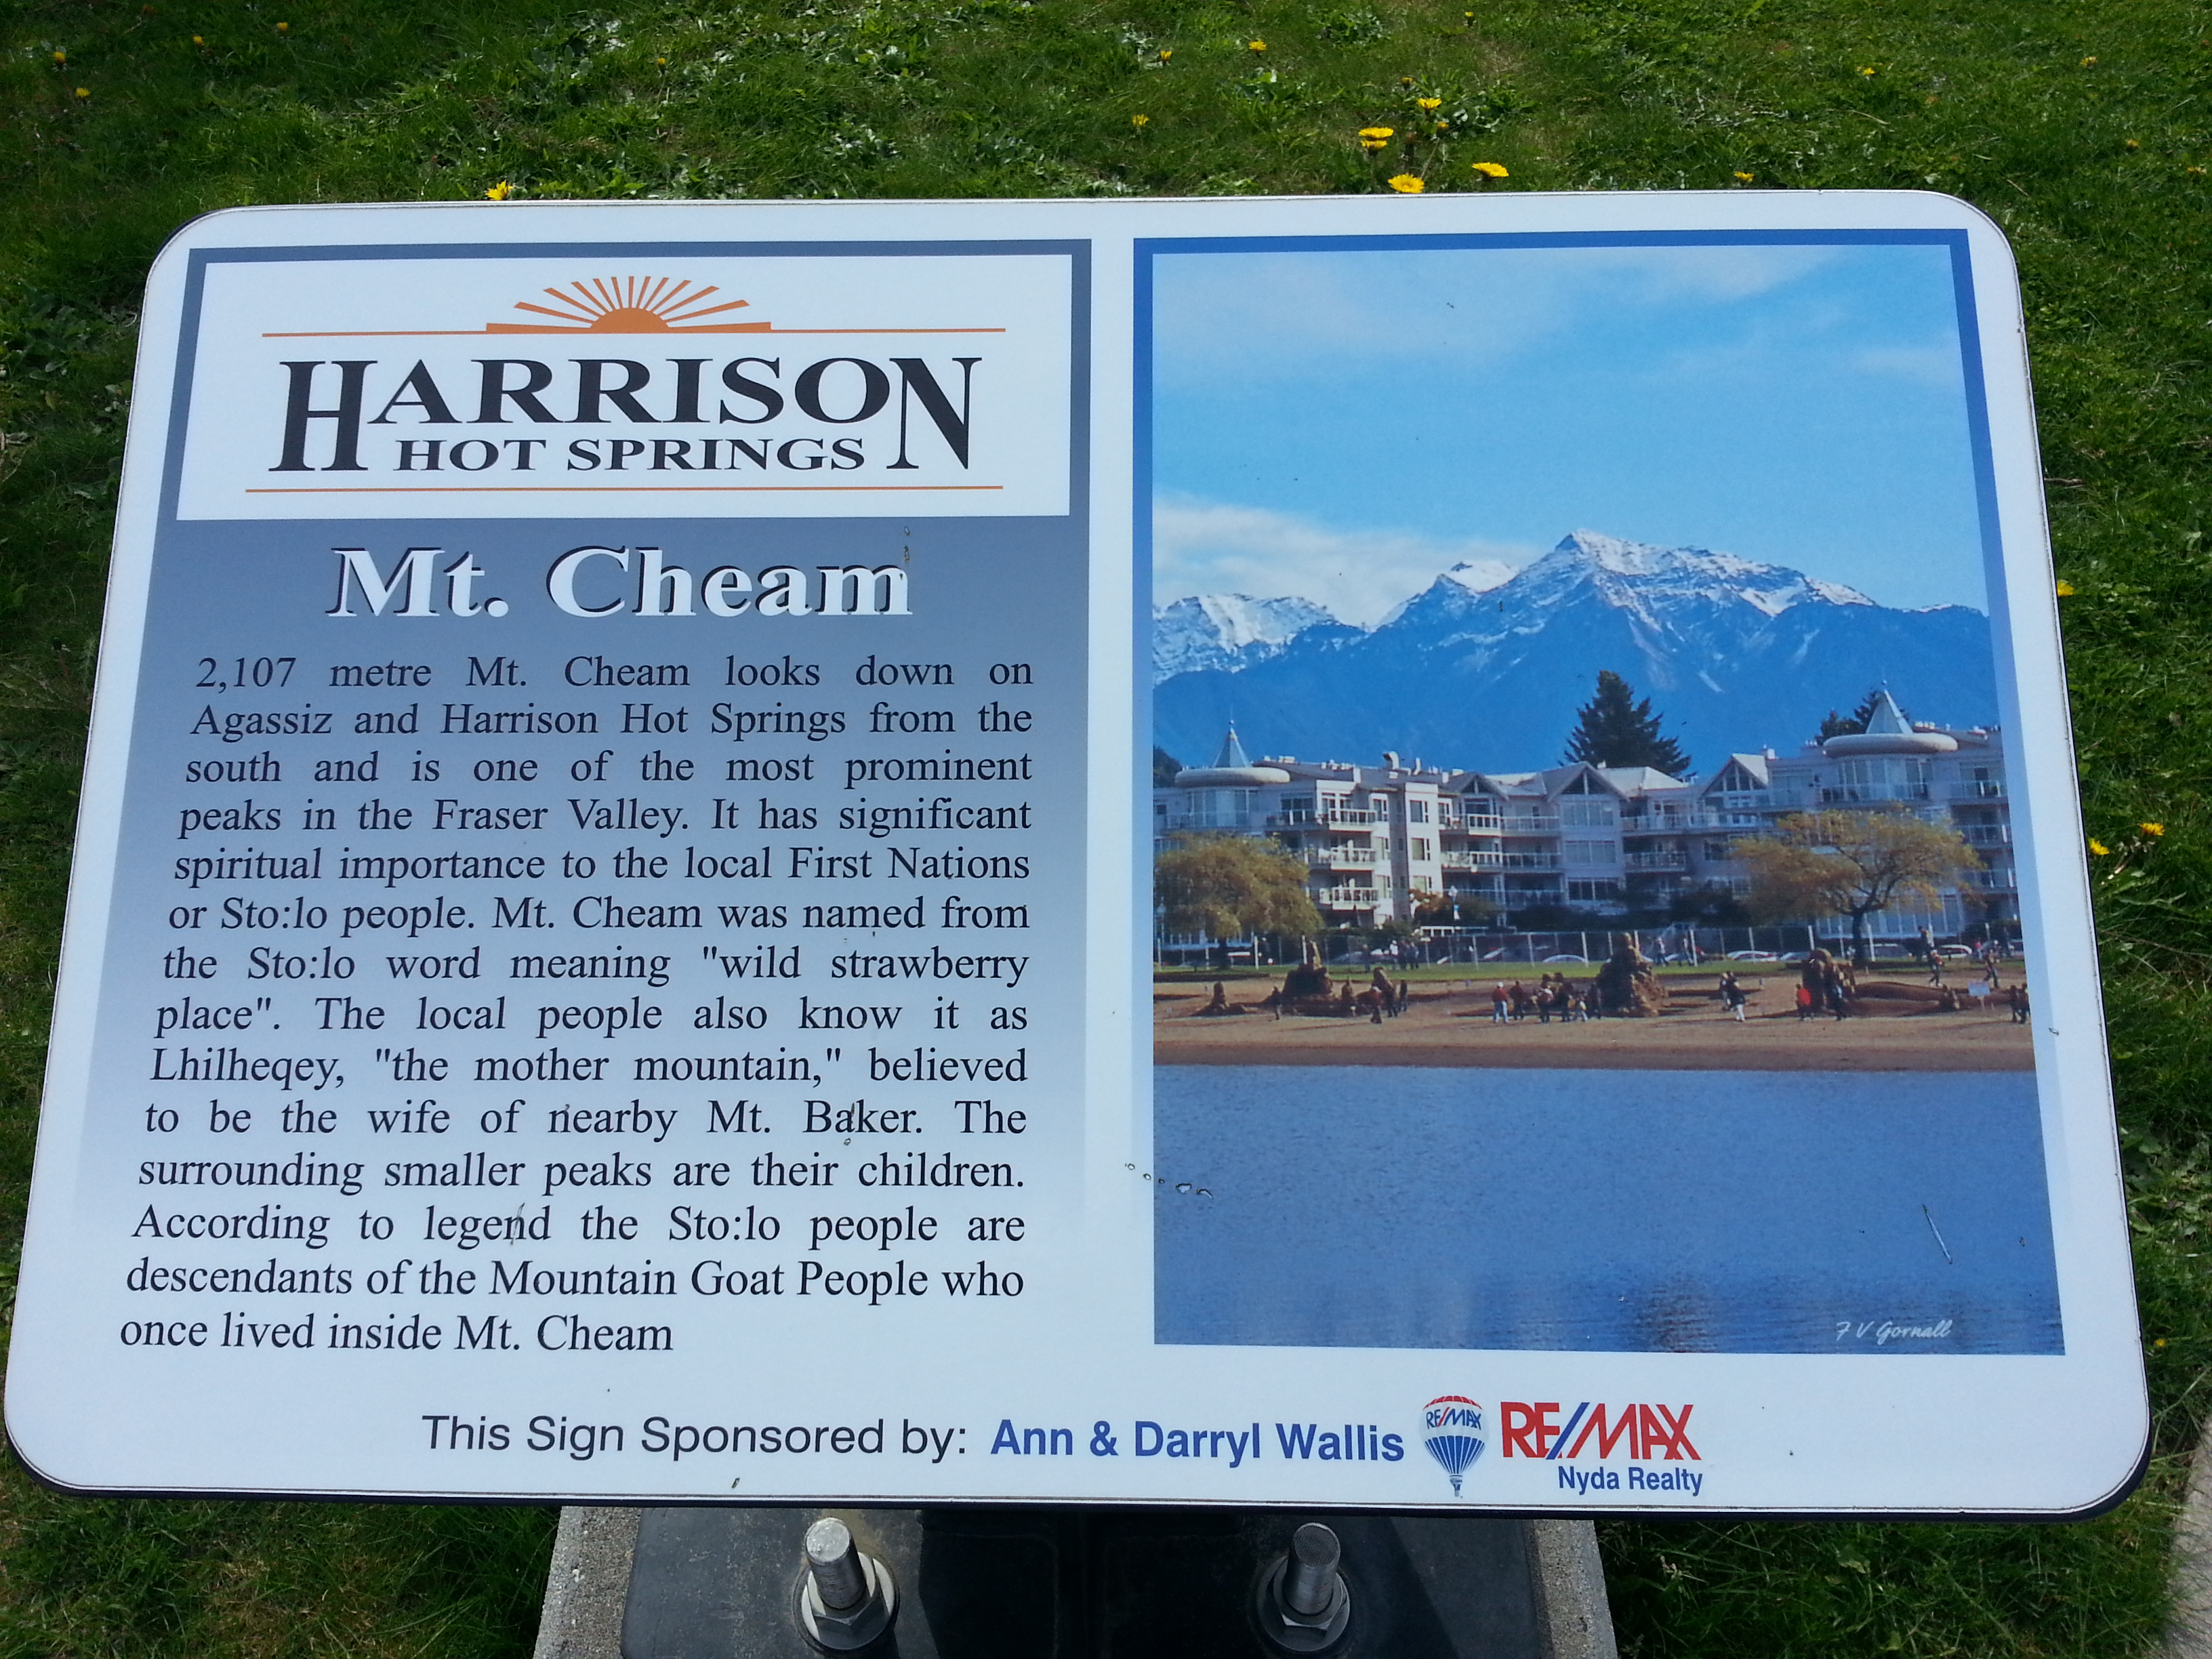 HARRISON
HOT SPRINGS
Mt. Cheam
2,107 metre Mt. Cheam looks down on
Agassiz and Harrison Hot Springs from the
south and is one of the most prominent
peaks in the Fraser Valley. It has significant
spiritual importance to the local First Nations
or Sto:lo people. Mt. Cheam was named from
the Sto:lo word meaning "wild strawberry
place". The local people also know it as
Lhilheqey, "the mother mountain," believed
to be the wife of nearby Mt. Baker. The
surrounding smaller peaks are their children.
According to legend the Sto:lo people are
descendants of the Mountain Goat People who
once lived inside Mt. Cheam
F V Gornall
This Sign Sponsored by: Ann & Darryl Wallis
RE/MAX
RE/MAX
Nyda Realty